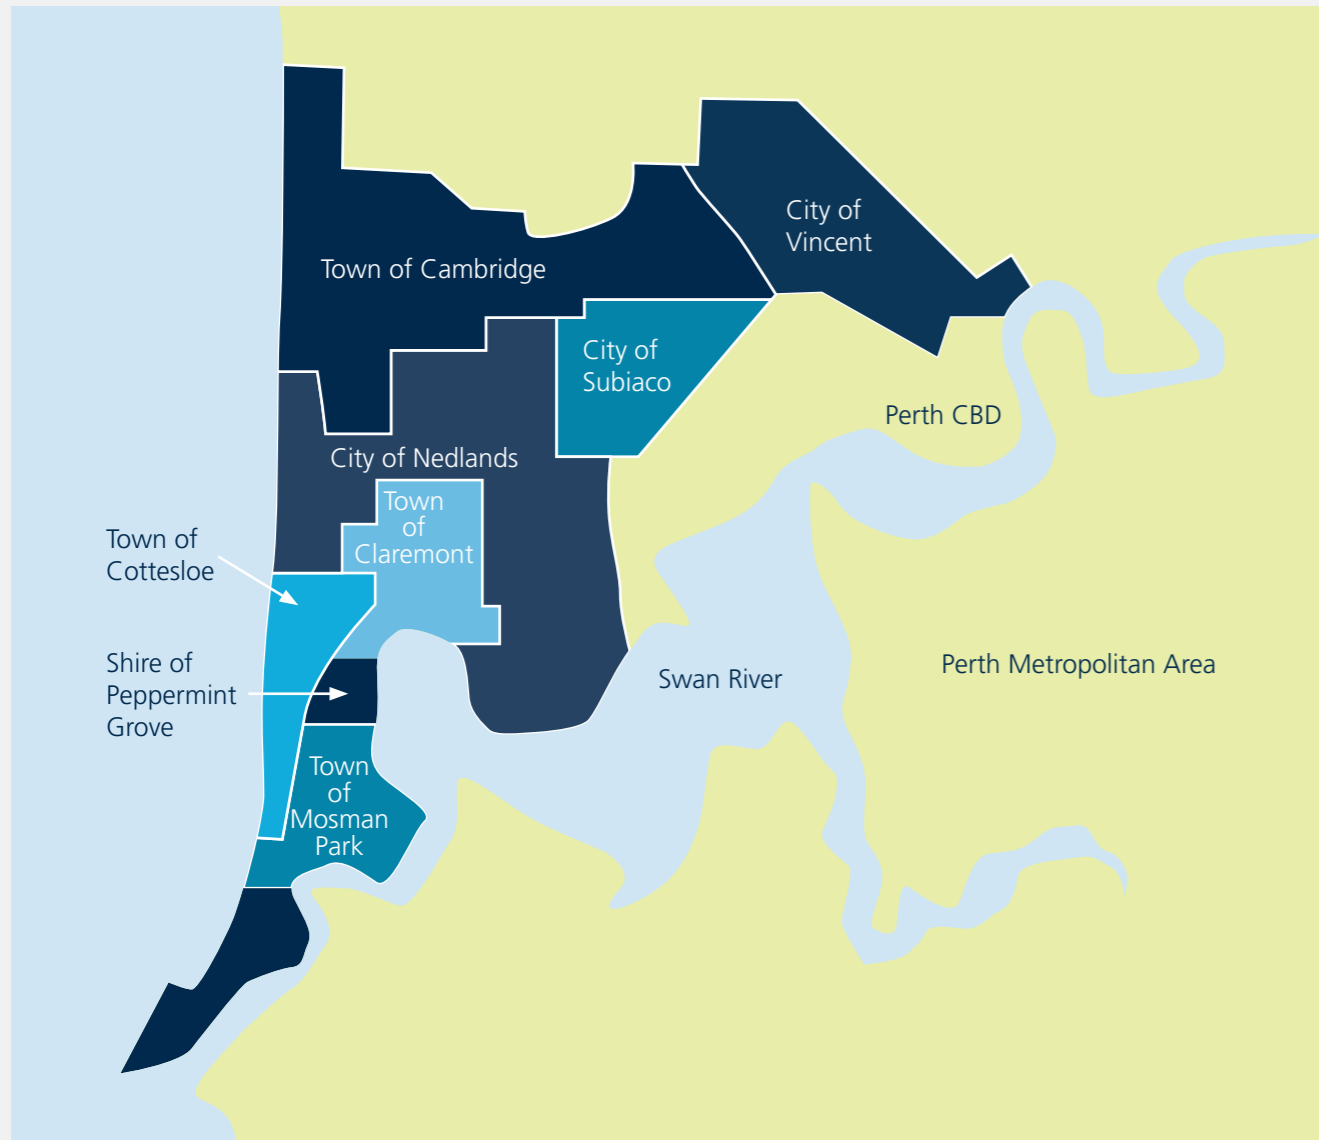 City of
Vincent
Town of Cambridge
City of
Subiaco
Perth CBD
City of Nedlands
Town
of
Claremont
Town of
Cottesloe
Shire of
Peppermint
Grove
Swan River
Perth Metropolitan Area
Town
of
Mosman
Park